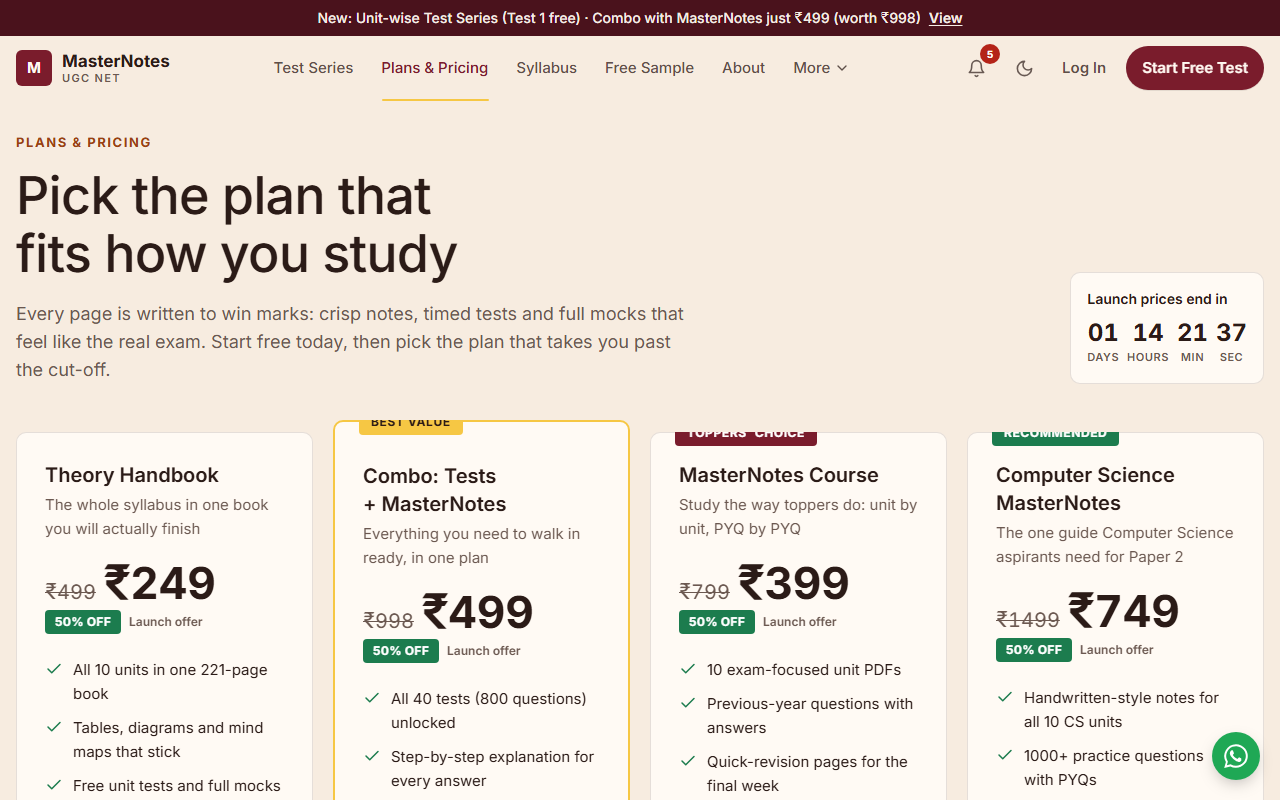 New: Unit-wise Test Series (Test 1 free) · Combo with MasterNotes just ₹499 (worth ₹998) View
M
MasterNotes
UGC NET
Test Series
Plans & Pricing
Syllabus
Free Sample
About
More
5
Log In
Start Free Test
PLANS & PRICING
Pick the plan that
fits how you study
Every page is written to win marks: crisp notes, timed tests and full mocks that
feel like the real exam. Start free today, then pick the plan that takes you past
the cut-off.
Launch prices end in
01 14 21 37
DAYS HOURS MIN SEC
Theory Handbook
The whole syllabus in one book
you will actually finish
₹499 ₹249
50% OFF Launch offer
All 10 units in one 221-page
book
Tables, diagrams and mind
maps that stick
Free unit tests and full mocks
BEST VALUE
Combo: Tests
+ MasterNotes
Everything you need to walk in
ready, in one plan
₹998 ₹499
50% OFF Launch offer
All 40 tests (800 questions)
unlocked
Step-by-step explanation for
every answer
TOPPERS' CHOICE
MasterNotes Course
Study the way toppers do: unit by
unit, PYQ by PYQ
₹799 ₹399
50% OFF Launch offer
10 exam-focused unit PDFs
Previous-year questions with
answers
Quick-revision pages for the
final week
RECOMMENDED
Computer Science
MasterNotes
The one guide Computer Science
aspirants need for Paper 2
₹1499 ₹749
50% OFF Launch offer
Handwritten-style notes for
all 10 CS units
1000+ practice questions
with PYQs